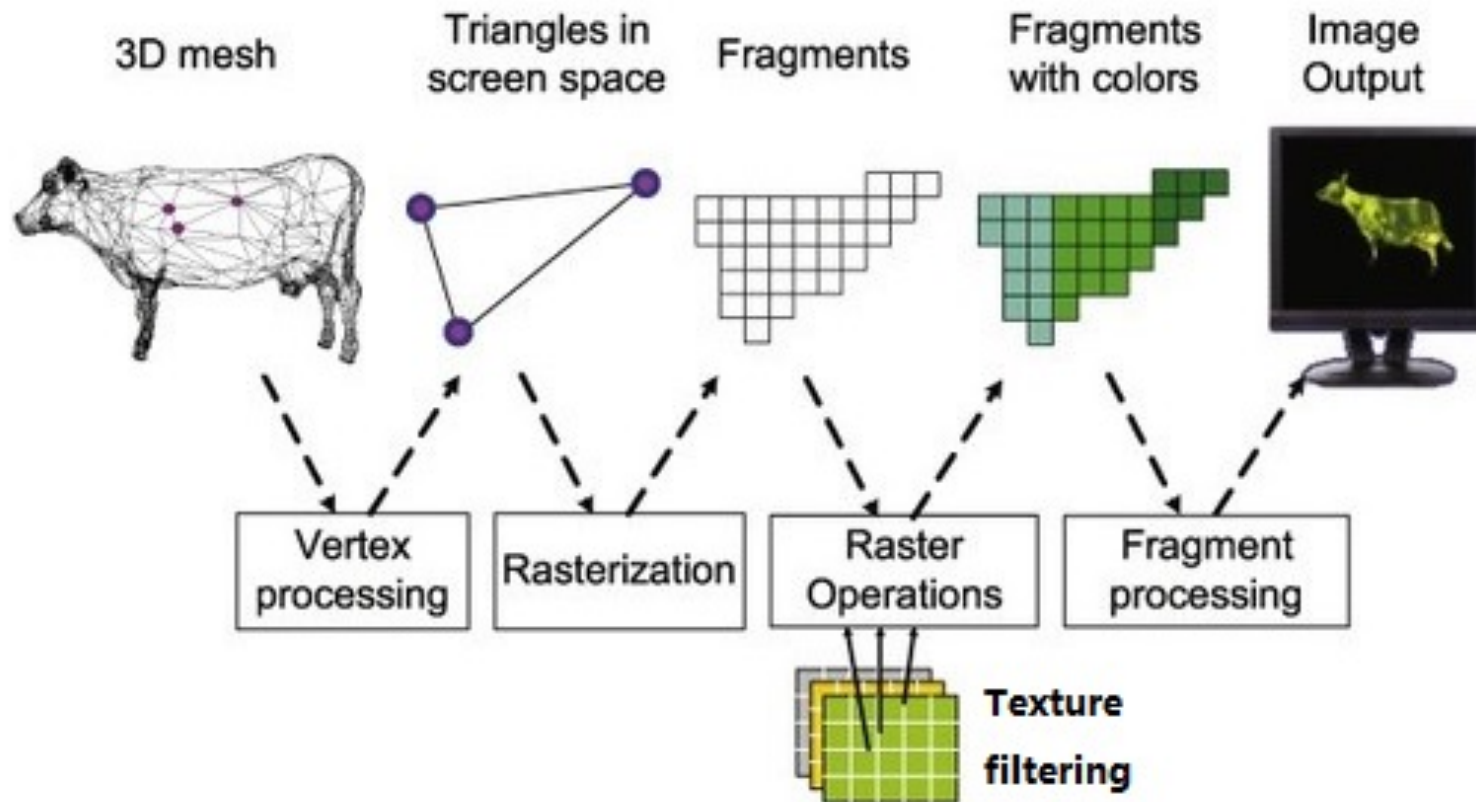 3D mesh
Triangles in
screen space
Fragments
Fragments
with colors
Image
Output
Vertex
processing
Rasterization
Raster
Operations
Fragment
processing
Texture
filtering